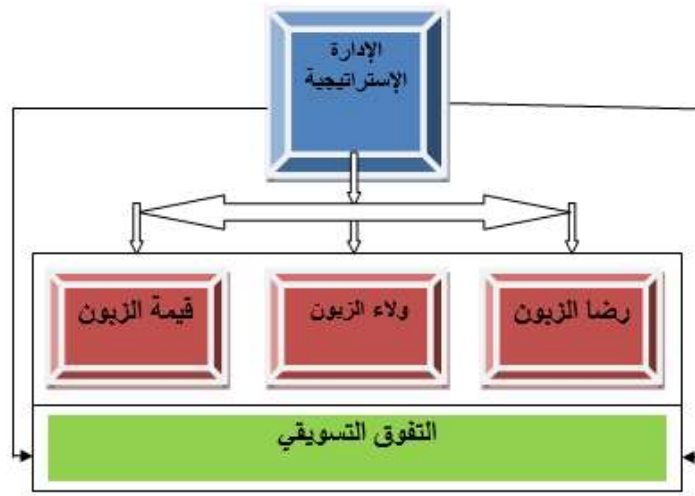 الإدارة
الإستراتيجية
رضا الزبون
ولاء الزبون
قيمة الزبون
التفوق التسويقي